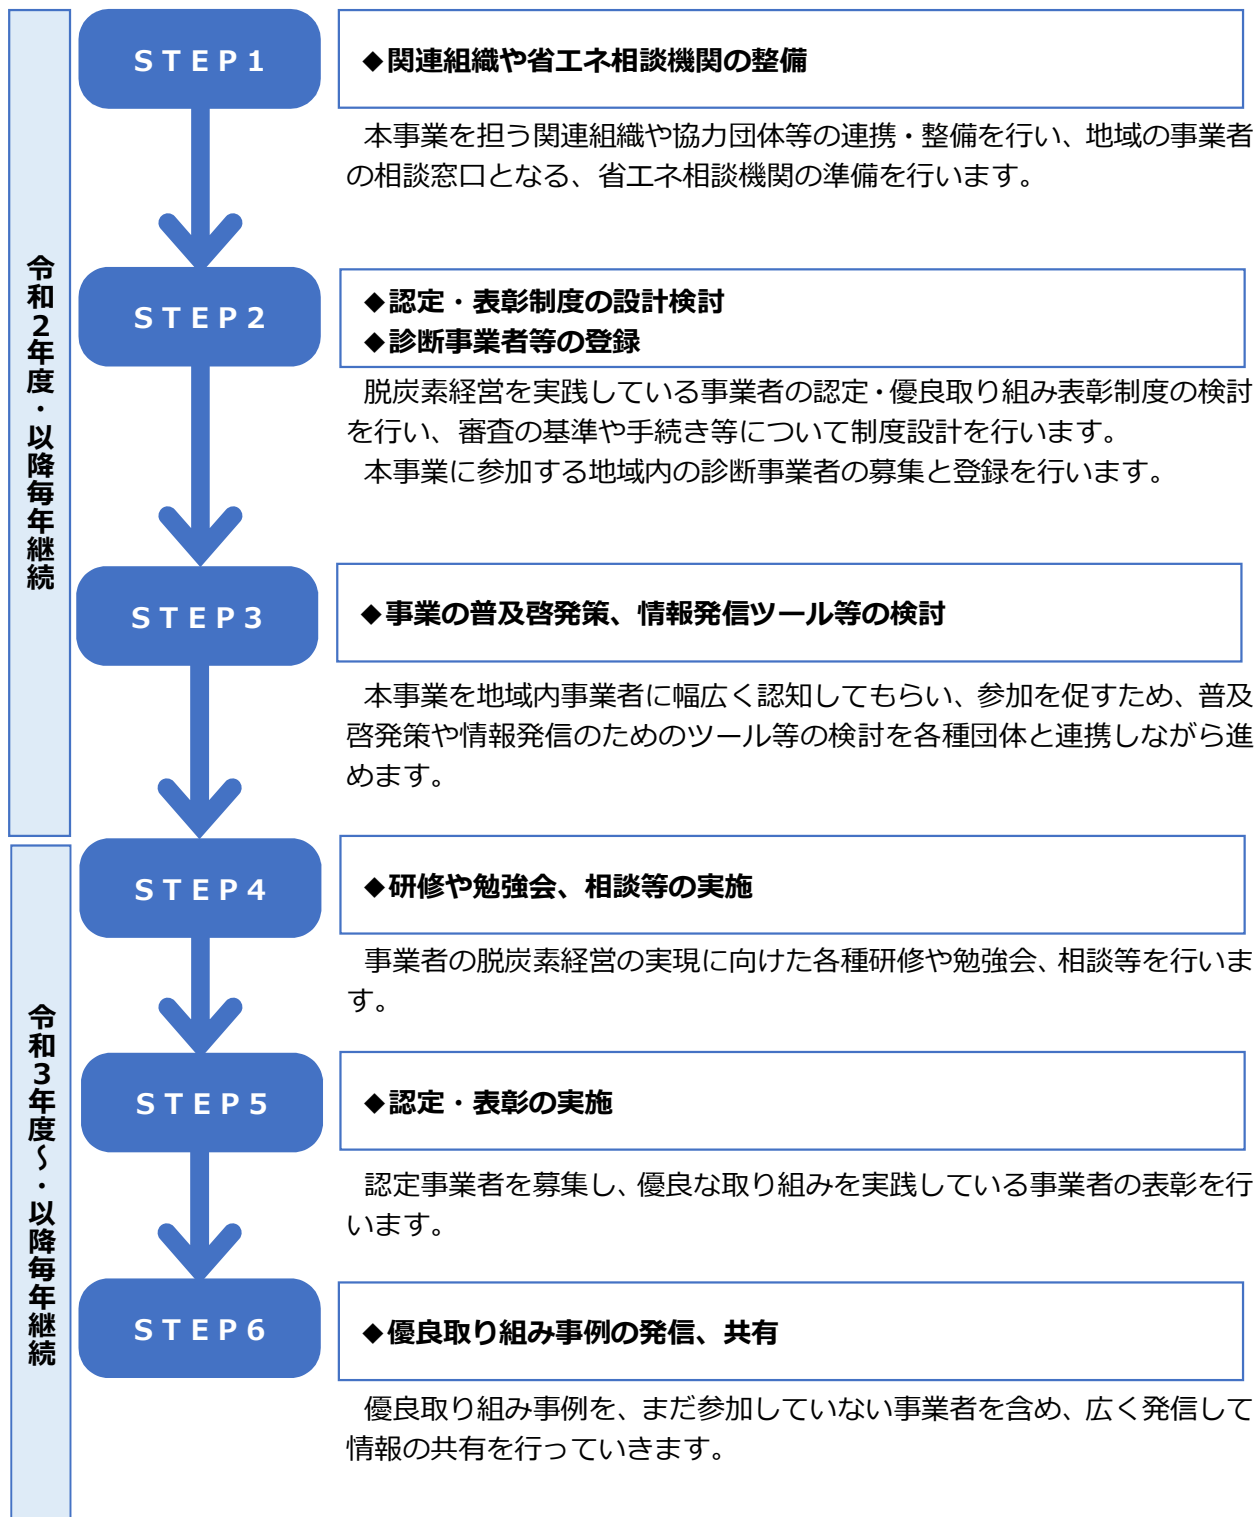 令和２年度・以降毎年継続
ＳＴＥＰ１
◆関連組織や省エネ相談機関の整備
本事業を担う関連組織や協力団体等の連携・整備を行い、地域の事業者
の相談窓口となる、省エネ相談機関の準備を行います。
ＳＴＥＰ２
◆認定・表彰制度の設計検討
◆診断事業者等の登録
脱炭素経営を実践している事業者の認定・優良取り組み表彰制度の検討
を行い、審査の基準や手続き等について制度設計を行います。
本事業に参加する地域内の診断事業者の募集と登録を行います。
ＳＴＥＰ３
◆事業の普及啓発策、情報発信ツール等の検討
本事業を地域内事業者に幅広く認知してもらい、参加を促すため、普及
啓発策や情報発信のためのツール等の検討を各種団体と連携しながら進
めます。
令和３年度～・以降毎年継続
ＳＴＥＰ４
◆研修や勉強会、相談等の実施
事業者の脱炭素経営の実現に向けた各種研修や勉強会、相談等を行いま
す。
ＳＴＥＰ５
◆認定・表彰の実施
認定事業者を募集し、優良な取り組みを実践している事業者の表彰を行
います。
ＳＴＥＰ６
◆優良取り組み事例の発信、共有
優良取り組み事例を、まだ参加していない事業者を含め、広く発信して
情報の共有を行っていきます。